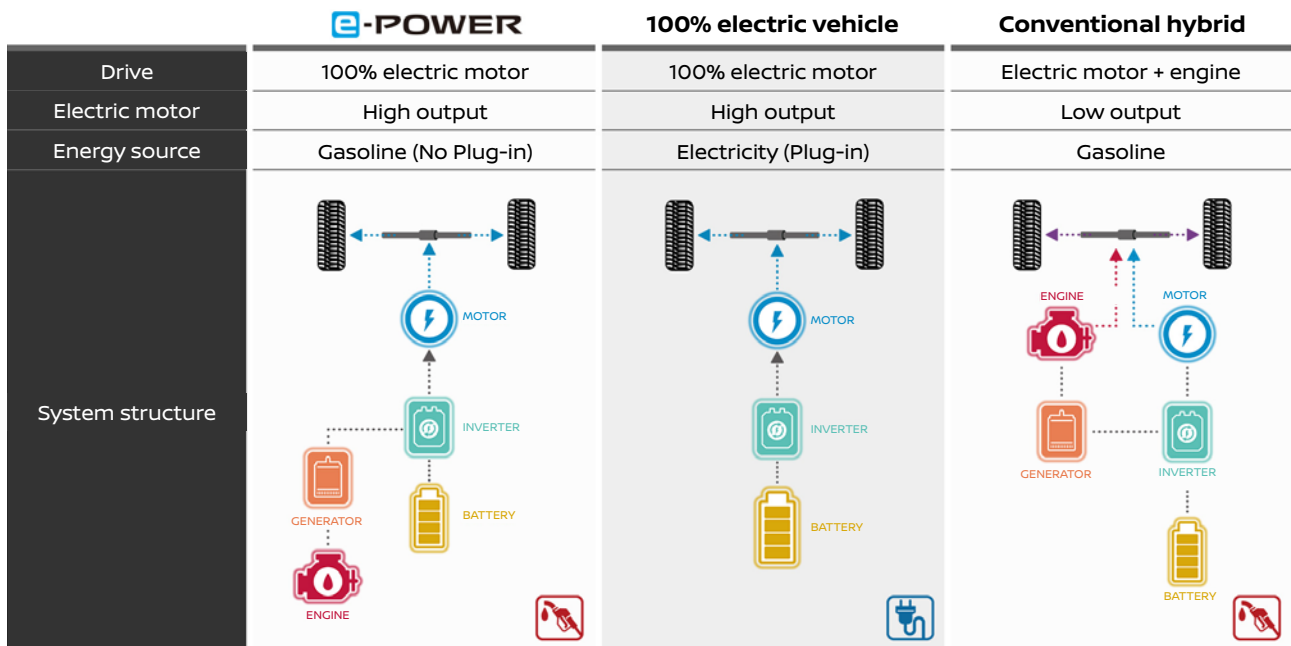 e-POWER 100% electric vehicle Conventional hybrid
Drive 100% electric motor 100% electric motor Electric motor + engine
Electric motor High output High output Low output
Energy source Gasoline (No Plug-in) Electricity (Plug-in) Gasoline
System structure
MOTOR
INVERTER
GENERATOR
BATTERY
ENGINE
MOTOR
INVERTER
BATTERY
ENGINE MOTOR
GENERATOR INVERTER
BATTERY